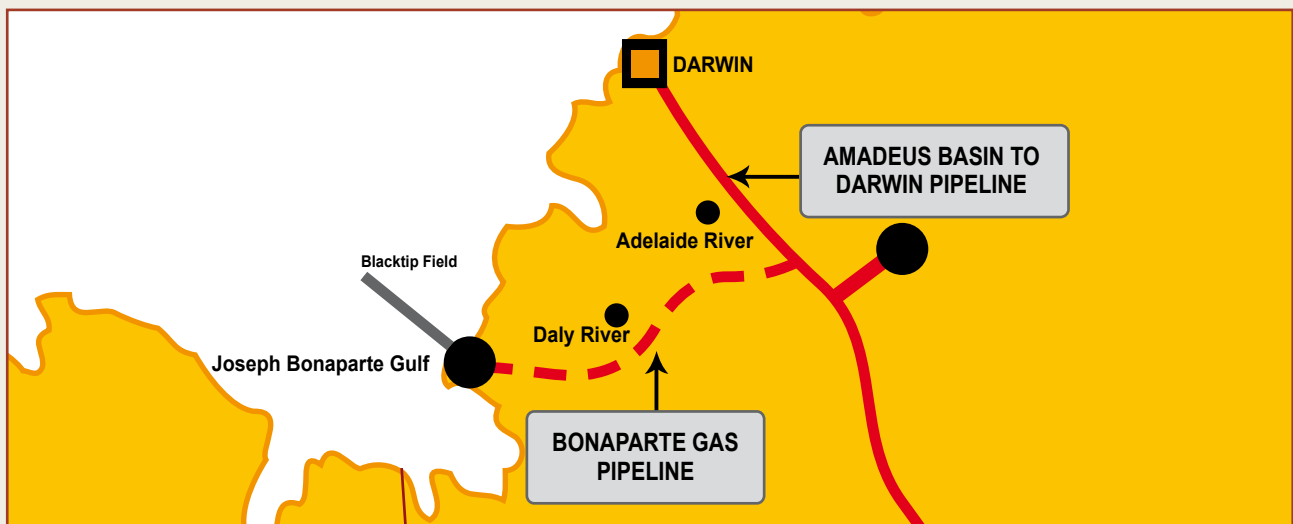 DARWIN
AMADEUS BASIN TO
DARWIN PIPELINE
Adelaide River
Blacktip Field
Daly River
Joseph Bonaparte Gulf
BONAPARTE GAS
PIPELINE